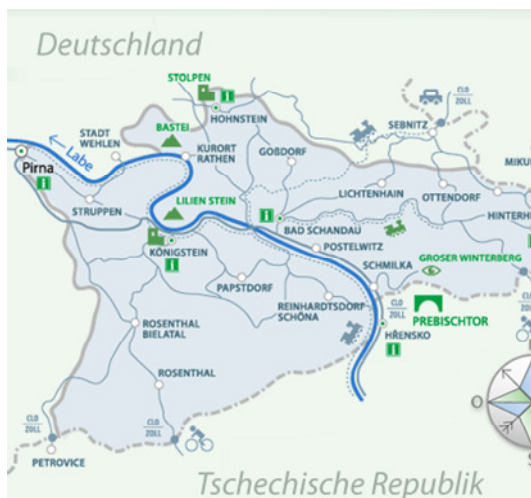 Deutschland
STOLPEN
HOHNSTEIN
CLO
ZOLL
SEBNITZ
BASTEI
STADT
WEHLEN
← Labe
KURORT
RATHEN
GOßDORF
MIKU
Pirna
LICHTENHAIN
OTTENDORF
STRUPPEN
LILIEN STEIN
HINTER
BAD SCHANDAU
KÖNIGSTEIN
POSTELWITZ
GROSER WINTERBERG
SCHMILKA
PAPSTDORF
REINHARDTSDORF
SCHÖNA
CLO
ZOLL
PREBISCHTOR
HŘENSKO
ROSENTHAL
BIELATAL
ROSENTHAL
O
CLO
ZOLL
CLO
ZOLL
PETROVICE
Tschechische Republik